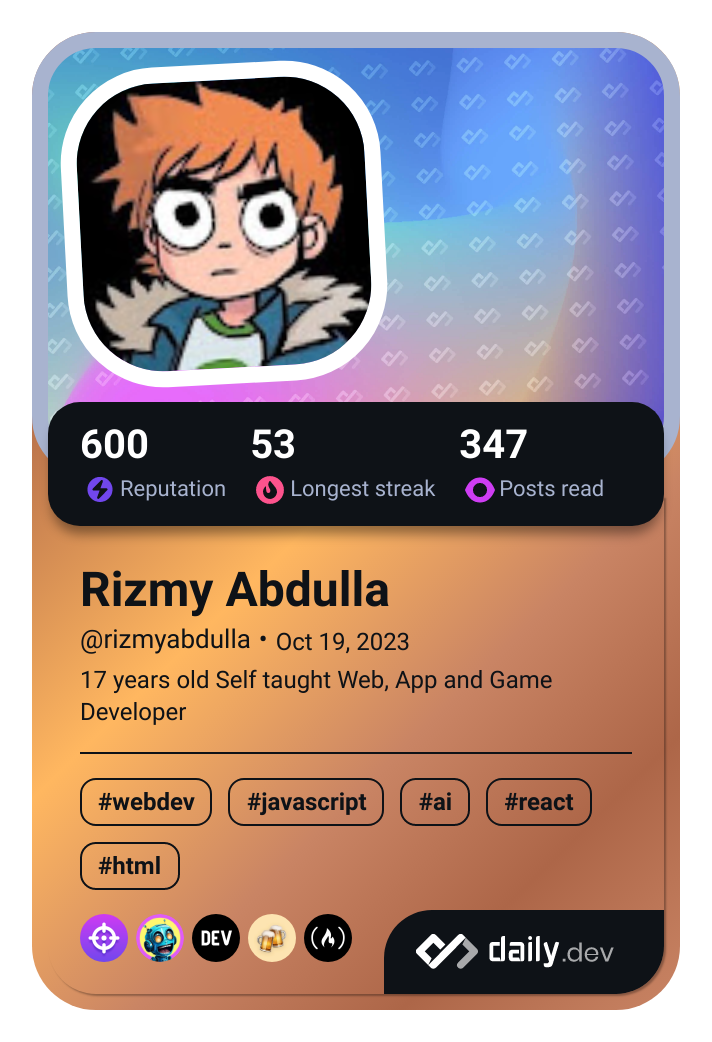 600 53 347
Reputation Longest streak Posts read
Rizmy Abdulla
@rizmyabdulla • Oct 19, 2023
17 years old Self taught Web, App and Game
Developer
#webdev #javascript #ai #react
#html
DEV
daily.dev